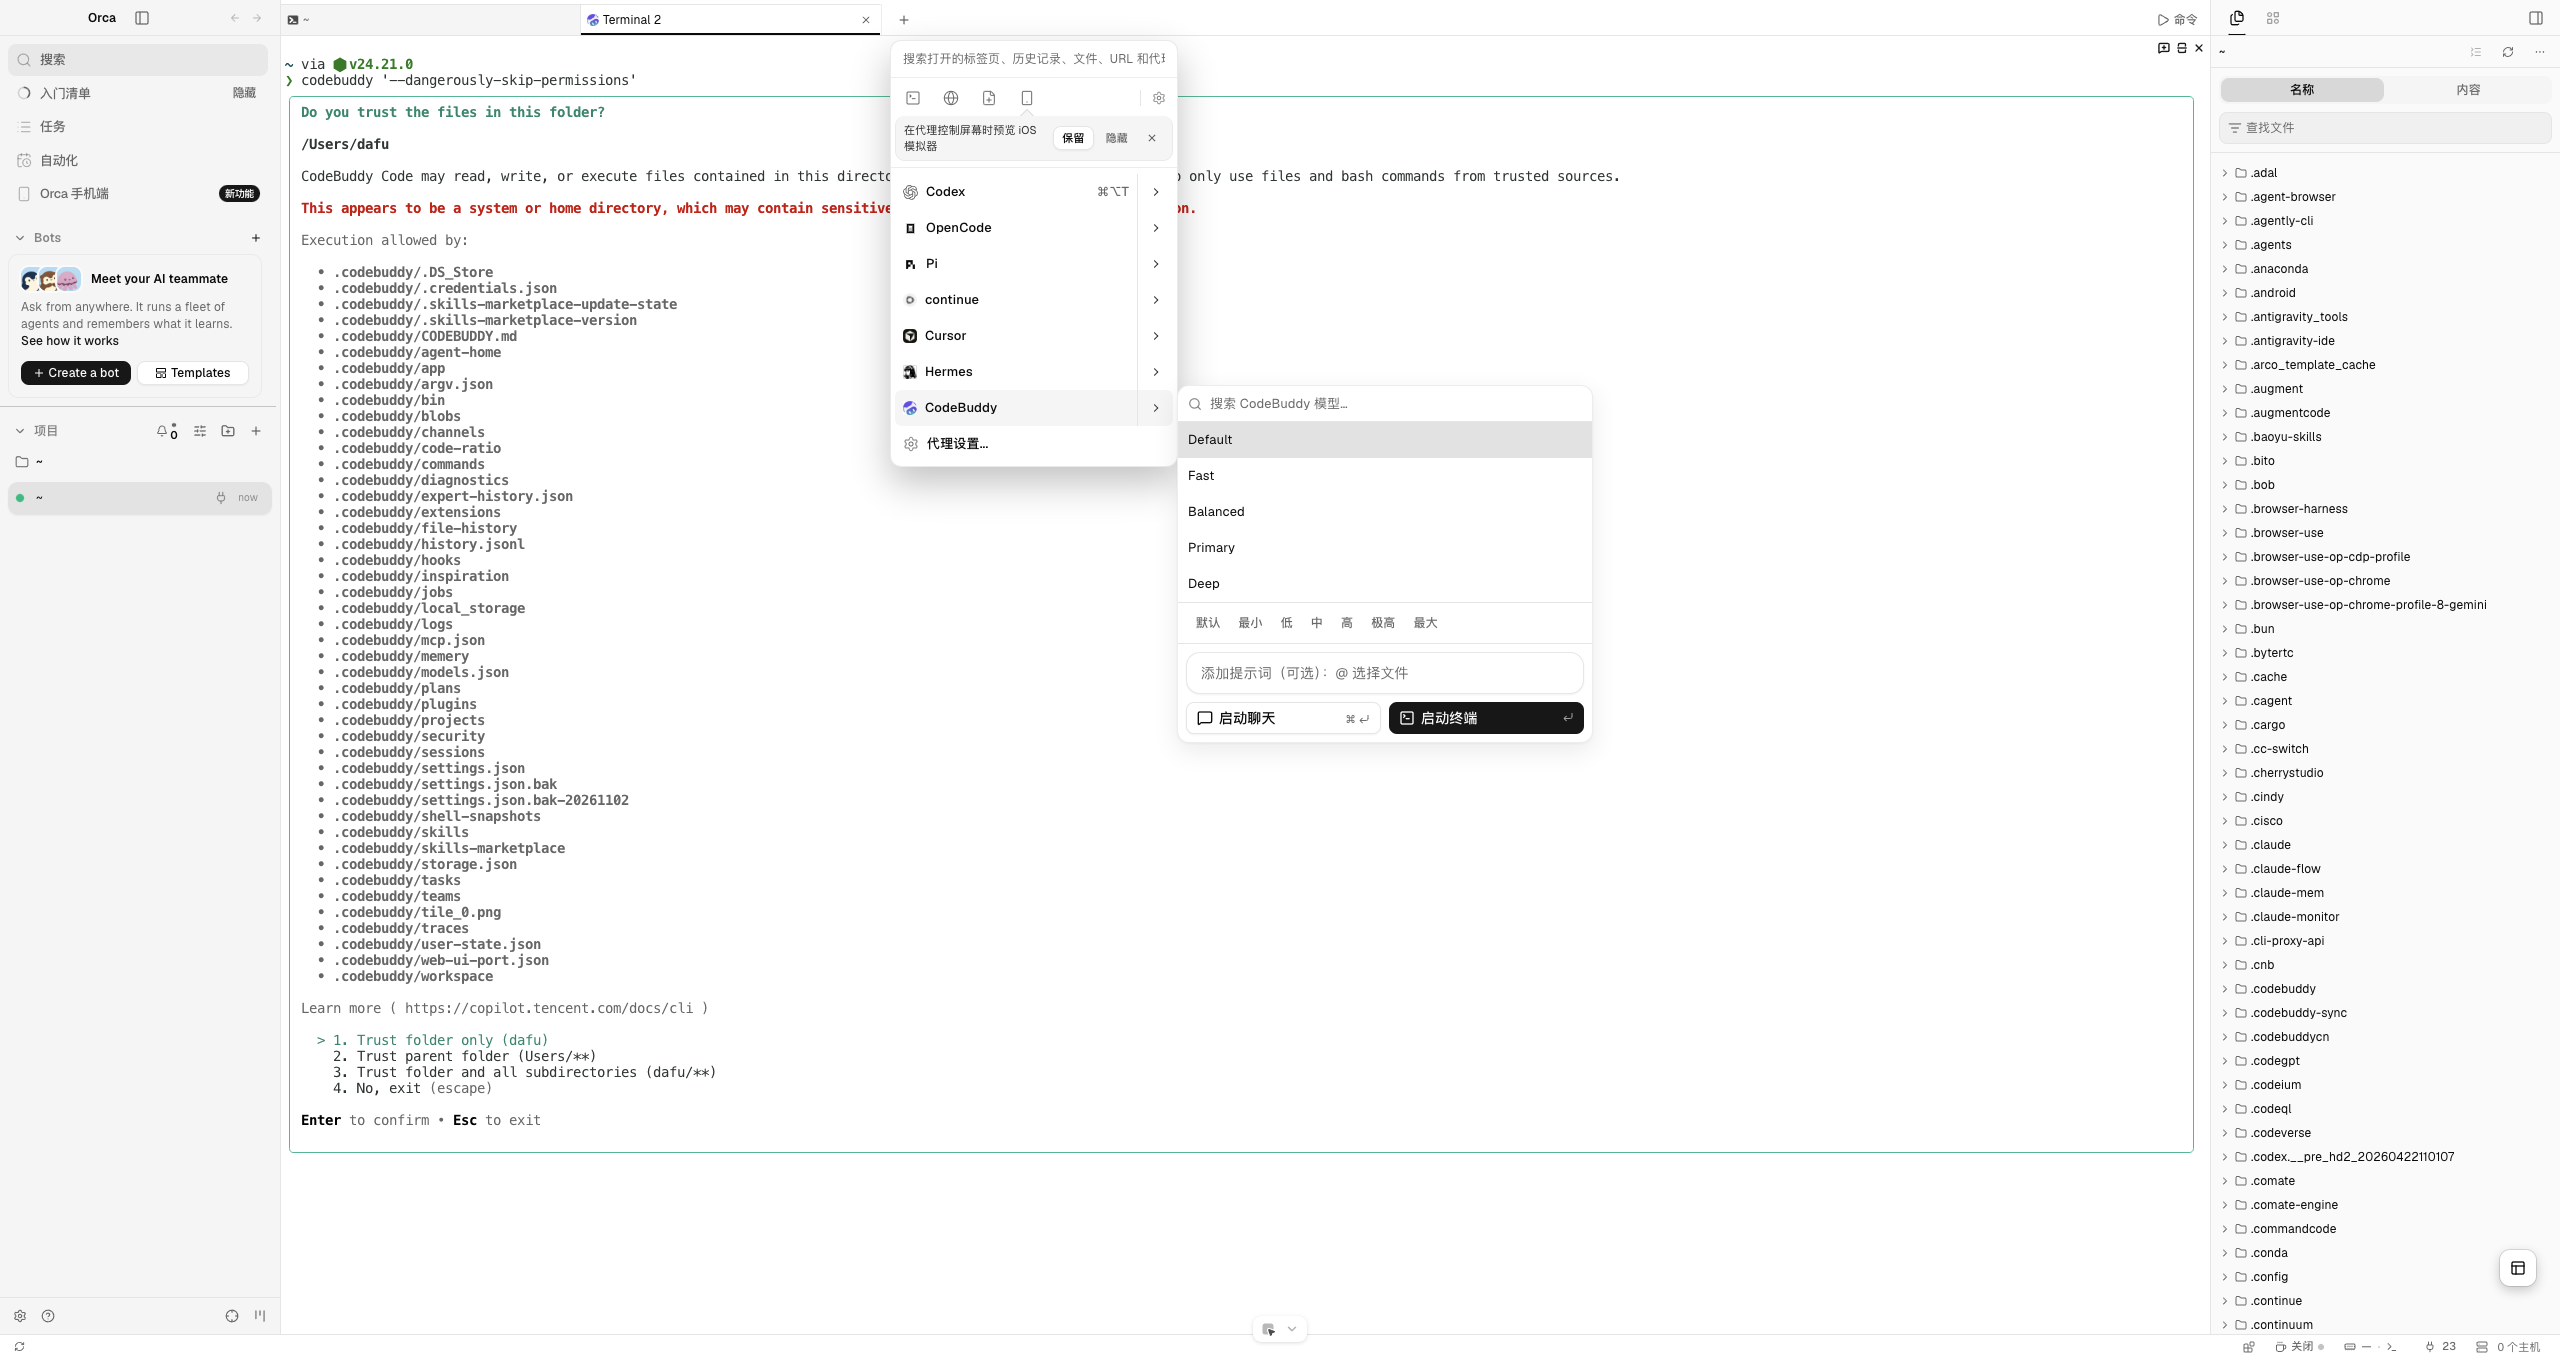 Orca
搜索
入门清单 隐藏
任务
自动化
Orca 手机端 新功能
Bots
Meet your AI teammate
Ask from anywhere. It runs a fleet of
agents and remembers what it learns.
See how it works
Create a bot Templates
项目 0
~
~ now
~
Terminal 2
命令
~ via v24.21.0
❯ codebuddy '--dangerously-skip-permissions'
Do you trust the files in this folder?
/Users/dafu
CodeBuddy Code may read, write, or execute files contained in this directo only use files and bash commands from trusted sources.
This appears to be a system or home directory, which may contain sensitive on.
Execution allowed by:
• .codebuddy/.DS_Store
• .codebuddy/.credentials.json
• .codebuddy/.skills-marketplace-update-state
• .codebuddy/.skills-marketplace-version
• .codebuddy/CODEBUDDY.md
• .codebuddy/agent-home
• .codebuddy/app
• .codebuddy/argv.json
• .codebuddy/bin
• .codebuddy/blobs
• .codebuddy/channels
• .codebuddy/code-ratio
• .codebuddy/commands
• .codebuddy/diagnostics
• .codebuddy/expert-history.json
• .codebuddy/extensions
• .codebuddy/file-history
• .codebuddy/history.jsonl
• .codebuddy/hooks
• .codebuddy/inspiration
• .codebuddy/jobs
• .codebuddy/local_storage
• .codebuddy/logs
• .codebuddy/mcp.json
• .codebuddy/memery
• .codebuddy/models.json
• .codebuddy/plans
• .codebuddy/plugins
• .codebuddy/projects
• .codebuddy/security
• .codebuddy/sessions
• .codebuddy/settings.json
• .codebuddy/settings.json.bak
• .codebuddy/settings.json.bak-20261102
• .codebuddy/shell-snapshots
• .codebuddy/skills
• .codebuddy/skills-marketplace
• .codebuddy/storage.json
• .codebuddy/tasks
• .codebuddy/teams
• .codebuddy/tile_0.png
• .codebuddy/traces
• .codebuddy/user-state.json
• .codebuddy/web-ui-port.json
• .codebuddy/workspace
Learn more ( https://copilot.tencent.com/docs/cli )
> 1. Trust folder only (dafu)
2. Trust parent folder (Users/**)
3. Trust folder and all subdirectories (dafu/**)
4. No, exit (escape)
Enter to confirm • Esc to exit
搜索打开的标签页、历史记录、文件、URL 和代
在代理控制屏幕时预览 iOS
模拟器
保留 隐藏
Codex ⌘⌥T
OpenCode
Pi
continue
Cursor
Hermes
CodeBuddy
代理设置...
搜索 CodeBuddy 模型...
Default
Fast
Balanced
Primary
Deep
默认 最小 低 中 高 极高 最大
添加提示词（可选）：@ 选择文件
启动聊天 ⌘↵
启动终端 ↵
~
名称 内容
查找文件
.adal
.agent-browser
.agently-cli
.agents
.anaconda
.android
.antigravity_tools
.antigravity-ide
.arco_template_cache
.augment
.augmentcode
.baoyu-skills
.bito
.bob
.browser-harness
.browser-use
.browser-use-op-cdp-profile
.browser-use-op-chrome
.browser-use-op-chrome-profile-8-gemini
.bun
.bytertc
.cache
.cagent
.cargo
.cc-switch
.cherrystudio
.cindy
.cisco
.claude
.claude-flow
.claude-mem
.claude-monitor
.cli-proxy-api
.cnb
.codebuddy
.codebuddy-sync
.codebuddycn
.codegpt
.codeium
.codeql
.codeverse
.codex.__pre_hd2_20260422110107
.comate
.comate-engine
.commandcode
.conda
.config
.continue
.continuum
关闭 23 0 个主机